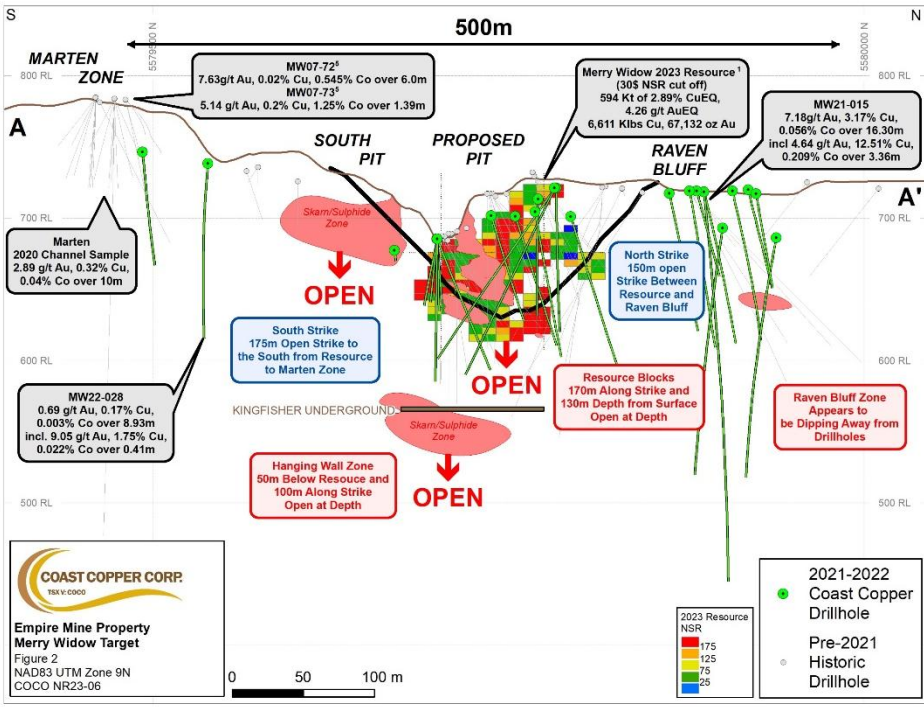 S
N
500m
5579500 N
5580000 N
MARTEN
ZONE
800 RL
800 RL
MW07-72⁵
7.63g/t Au, 0.02% Cu, 0.545% Co over 6.0m
MW07-73⁵
5.14 g/t Au, 0.2% Cu, 1.25% Co over 1.39m
Merry Widow 2023 Resource ¹
(30$ NSR cut off)
594 Kt of 2.89% CuEQ,
4.26 g/t AuEQ
6,611 Klbs Cu, 67,132 oz Au
MW21-015
7.18g/t Au, 3.17% Cu,
0.056% Co over 16.30m
incl 4.64 g/t Au, 12.51% Cu,
0.209% Co over 3.36m
A
SOUTH
PIT
PROPOSED
PIT
RAVEN
BLUFF
A'
700 RL
700 RL
Skarn/Sulphide
Zone
OPEN
Marten
2020 Channel Sample
2.89 g/t Au, 0.32% Cu,
0.04% Co over 10m
North Strike
150m open
Strike Between
Resource and
Raven Bluff
South Strike
175m Open Strike to
the South from Resource
to Marten Zone
600 RL
600 RL
OPEN
MW22-028
0.69 g/t Au, 0.17% Cu,
0.003% Co over 8.93m
incl. 9.05 g/t Au, 1.75% Cu,
0.022% Co over 0.41m
KINGFISHER UNDERGROUND
Skarn/Sulphide
Zone
Resource Blocks
170m Along Strike and
130m Depth from Surface
Open at Depth
Raven Bluff Zone
Appears to
be Dipping Away from
Drillholes
Hanging Wall Zone
50m Below Resouce and
100m Along Strike
Open at Depth
OPEN
500 RL
500 RL
COAST COPPER CORP.
TSX V: COCO
Empire Mine Property
Merry Widow Target
Figure 2
NAD83 UTM Zone 9N
COCO NR23-06
0 50 100 m
2023 Resource
NSR
175
125
75
25
2021-2022
Coast Copper
Drillhole
Pre-2021
Historic
Drillhole